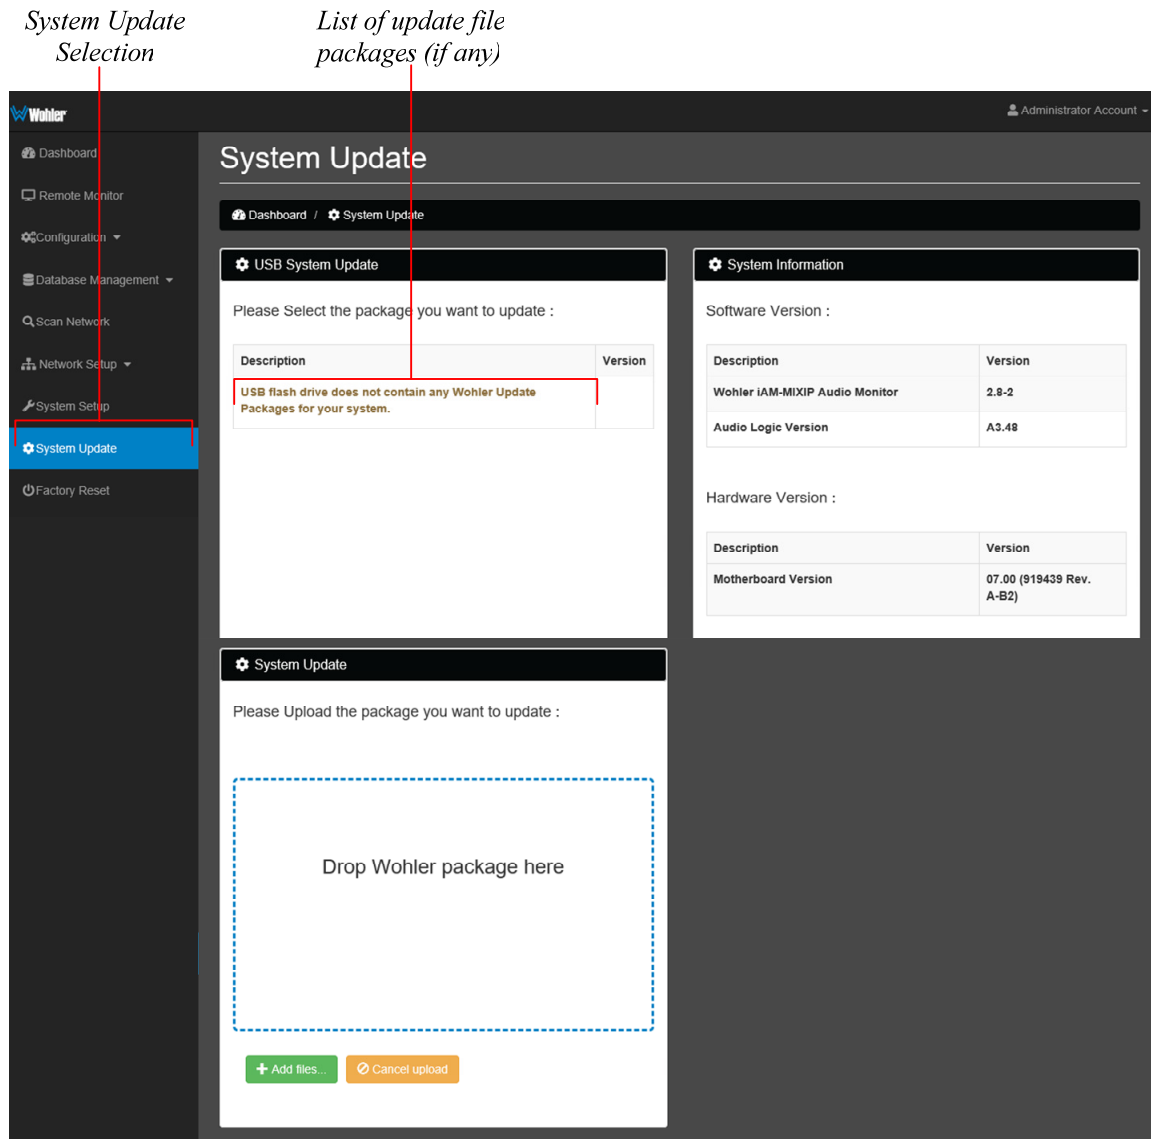 System Update
Selection
List of update file
packages (if any)
Wohler
Administrator Account
Dashboard
Remote Monitor
Configuration
Database Management
Scan Network
Network Setup
System Setup
System Update
Factory Reset
System Update
Dashboard / System Update
USB System Update
Please Select the package you want to update :
Description Version
USB flash drive does not contain any Wohler Update
Packages for your system.
System Information
Software Version :
Description Version
Wohler iAM-MIXIP Audio Monitor 2.8-2
Audio Logic Version A3.48
Hardware Version :
Description Version
Motherboard Version 07.00 (919439 Rev.
A-B2)
System Update
Please Upload the package you want to update :
Drop Wohler package here
Add files...
Cancel upload